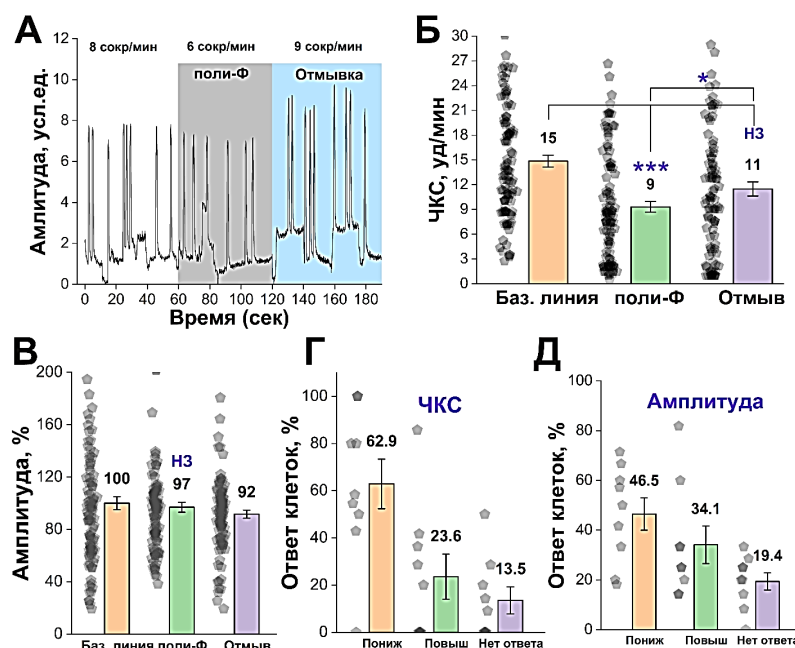 А
8 сокр/мин 6 сокр/мин 9 сокр/мин
поли-Ф Отмывка
Амлитуда, усл.ед.
12
10
8
6
4
2
0
0 20 40 60 80 100 120 140 160 180
Время (сек)
Б
ЧКС, уд/мин
30
27
24
21
18
15
12
9
6
3
0
*
НЗ
***
15
9
11
Баз. линия поли-Ф Отмыв
В
Амплитуда, %
200
160
120
80
40
0
НЗ
100
97
92
Баз. линия поли-Ф Отмыв
Г
ЧКС
Ответ клеток, %
100
80
60
40
20
0
62.9
23.6
13.5
Пониж Повыш Нет ответа
Д
Амплитуда
Ответ клеток, %
100
80
60
40
20
0
46.5
34.1
19.4
Пониж Повыш Нет ответа